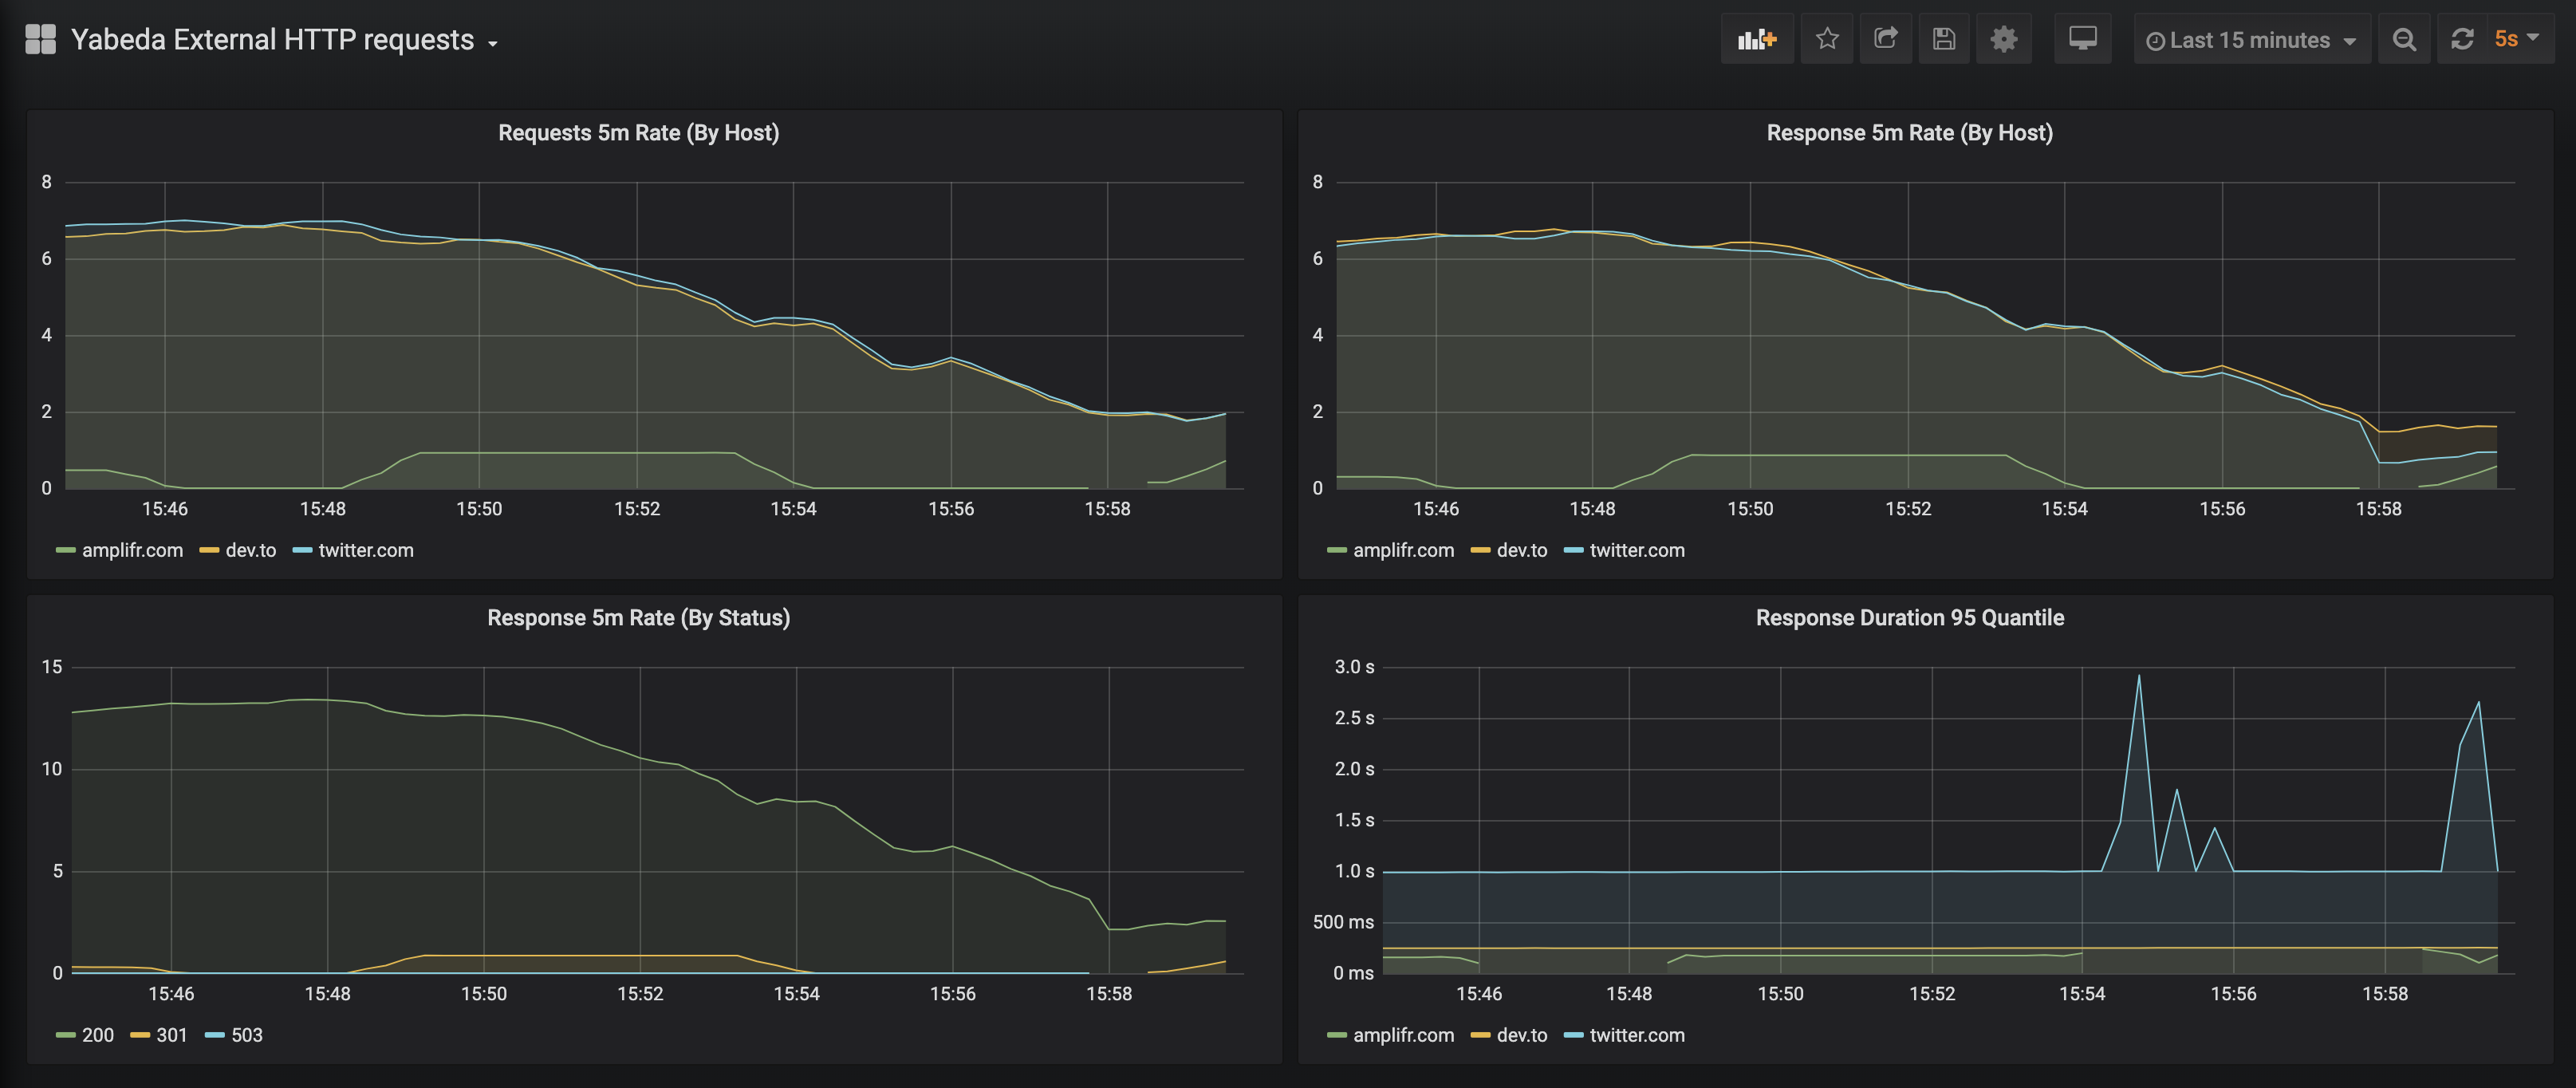 Yabeda External HTTP requests
Last 15 minutes
5s
Requests 5m Rate (By Host)
8
6
4
2
0
15:46 15:48 15:50 15:52 15:54 15:56 15:58
amplifr.com dev.to twitter.com
Response 5m Rate (By Host)
8
6
4
2
0
15:46 15:48 15:50 15:52 15:54 15:56 15:58
amplifr.com dev.to twitter.com
Response 5m Rate (By Status)
15
10
5
0
15:46 15:48 15:50 15:52 15:54 15:56 15:58
200 301 503
Response Duration 95 Quantile
3.0 s
2.5 s
2.0 s
1.5 s
1.0 s
500 ms
0 ms
15:46 15:48 15:50 15:52 15:54 15:56 15:58
amplifr.com dev.to twitter.com